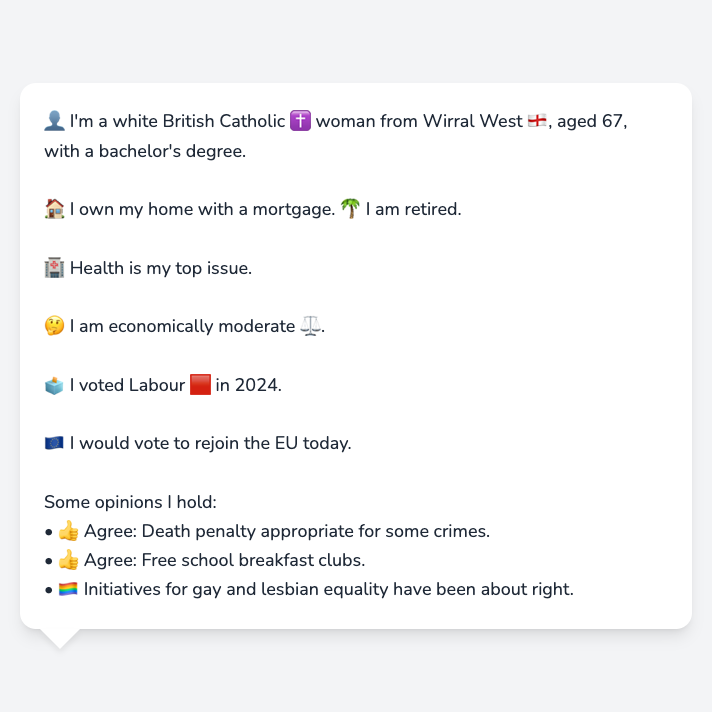 👤 I'm a white British Catholic ✝️ woman from Wirral West 🏴󠁧󠁢󠁥󠁮󠁧󠁿, aged 67,
with a bachelor's degree.
🏠 I own my home with a mortgage. 🌴 I am retired.
🏥 Health is my top issue.
🤔 I am economically moderate ⚖️.
🗳️ I voted Labour 🟥 in 2024.
🇪🇺 I would vote to rejoin the EU today.
Some opinions I hold:
• 👍 Agree: Death penalty appropriate for some crimes.
• 👍 Agree: Free school breakfast clubs.
• 🏳️‍🌈 Initiatives for gay and lesbian equality have been about right.